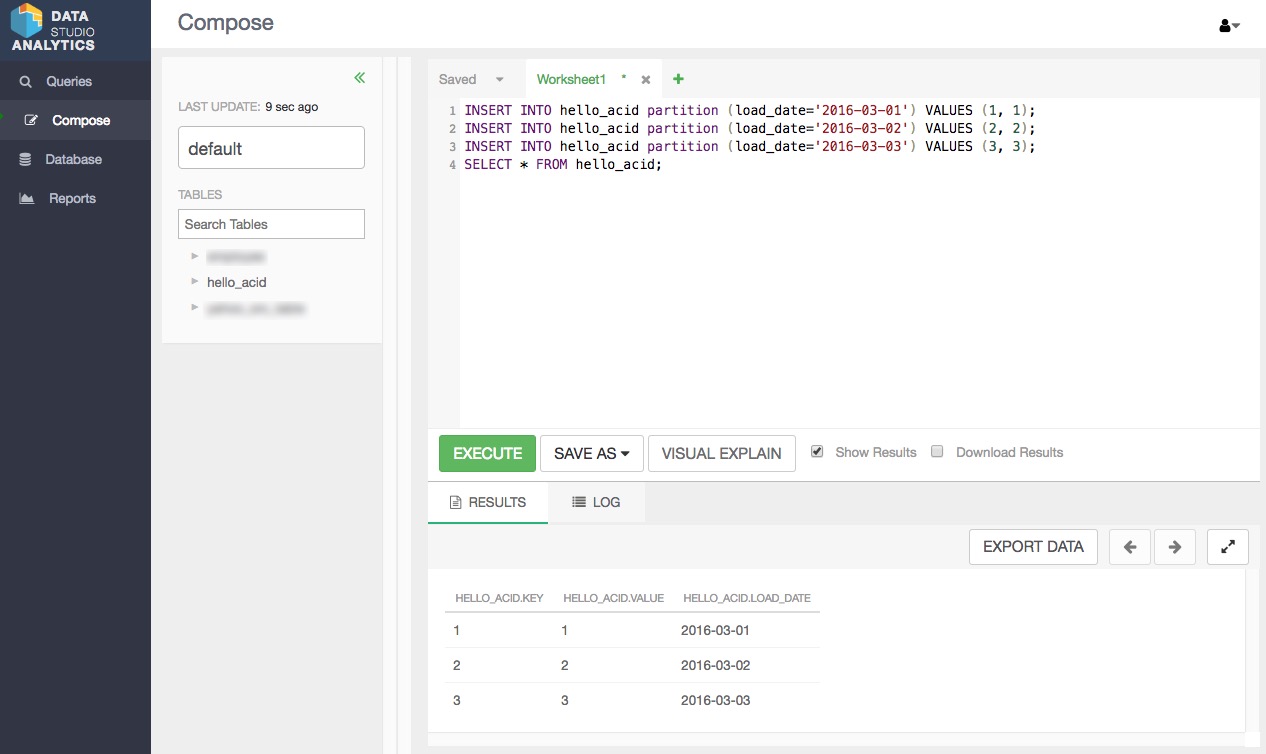 DATA
STUDIO
ANALYTICS
Queries
Compose
Database
Reports
Compose
LAST UPDATE: 9 sec ago
default
TABLES
Search Tables
hello_acid
Saved
Worksheet1 *
1 INSERT INTO hello_acid partition (load_date='2016-03-01') VALUES (1, 1);
2 INSERT INTO hello_acid partition (load_date='2016-03-02') VALUES (2, 2);
3 INSERT INTO hello_acid partition (load_date='2016-03-03') VALUES (3, 3);
4 SELECT * FROM hello_acid;
EXECUTE SAVE AS VISUAL EXPLAIN Show Results Download Results
RESULTS LOG
EXPORT DATA
HELLO_ACID.KEY HELLO_ACID.VALUE HELLO_ACID.LOAD_DATE
1 1 2016-03-01
2 2 2016-03-02
3 3 2016-03-03